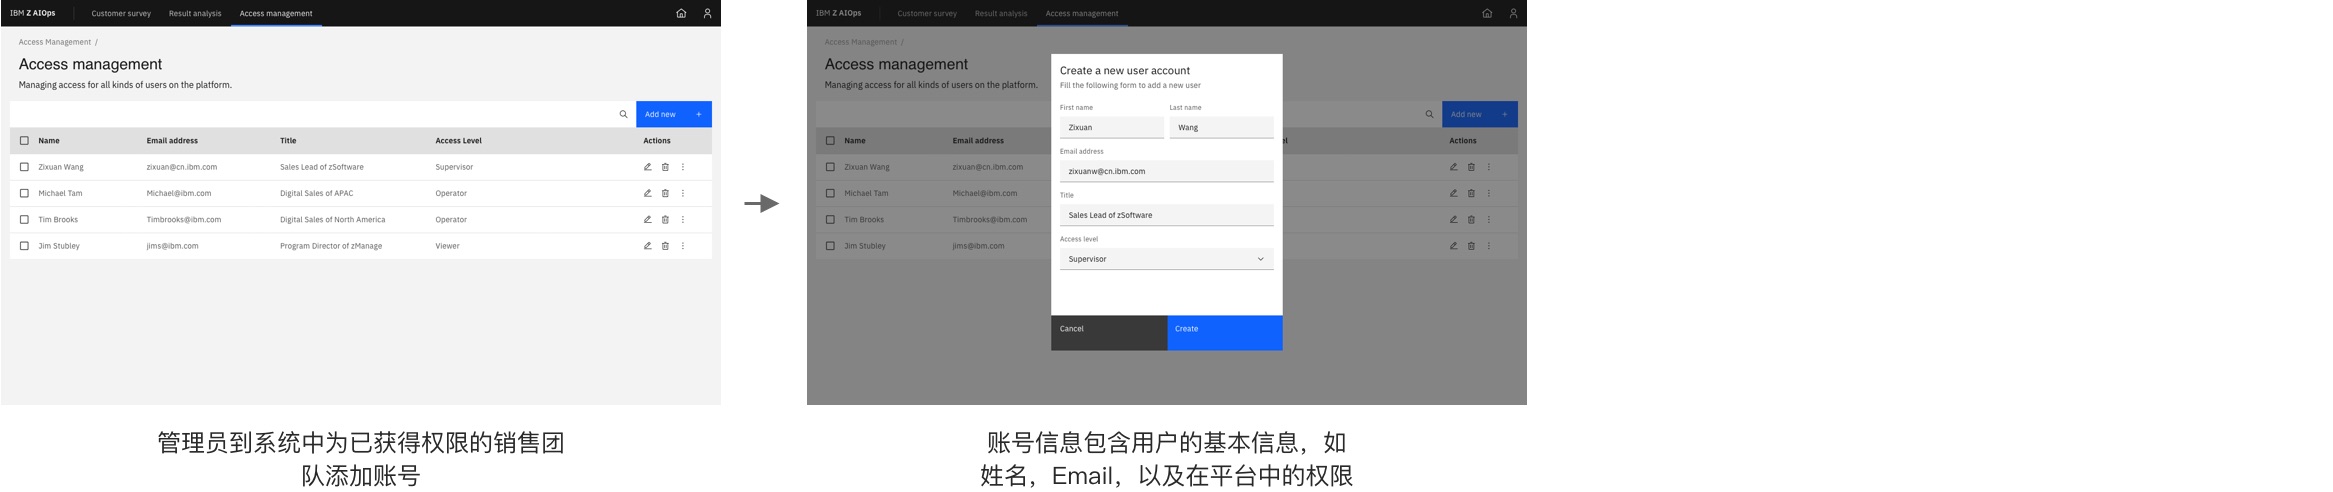 IBM Z AIOps Customer survey Result analysis Access management
Access Management /
Access management
Managing access for all kinds of users on the platform.
Add new +
Name Email address Title Access Level Actions
Zixuan Wang zixuan@cn.ibm.com Sales Lead of zSoftware Supervisor
Michael Tam Michael@ibm.com Digital Sales of APAC Operator
Tim Brooks Timbrooks@ibm.com Digital Sales of North America Operator
Jim Stubley jims@ibm.com Program Director of zManage Viewer
管理员到系统中为已获得权限的销售团
队添加账号
IBM Z AIOps Customer survey Result analysis Access management
Access Management /
Access management
Managing access for all kinds of users on the platform.
Add new +
Name Email address el Actions
Zixuan Wang zixuan@cn.ibm.com
Michael Tam Michael@ibm.com
Tim Brooks Timbrooks@ibm.com
Jim Stubley jims@ibm.com
Create a new user account
Fill the following form to add a new user
First name Last name
Zixuan Wang
Email address
zixuanw@cn.ibm.com
Title
Sales Lead of zSoftware
Access level
Supervisor
Cancel Create
账号信息包含用户的基本信息，如
姓名，Email，以及在平台中的权限